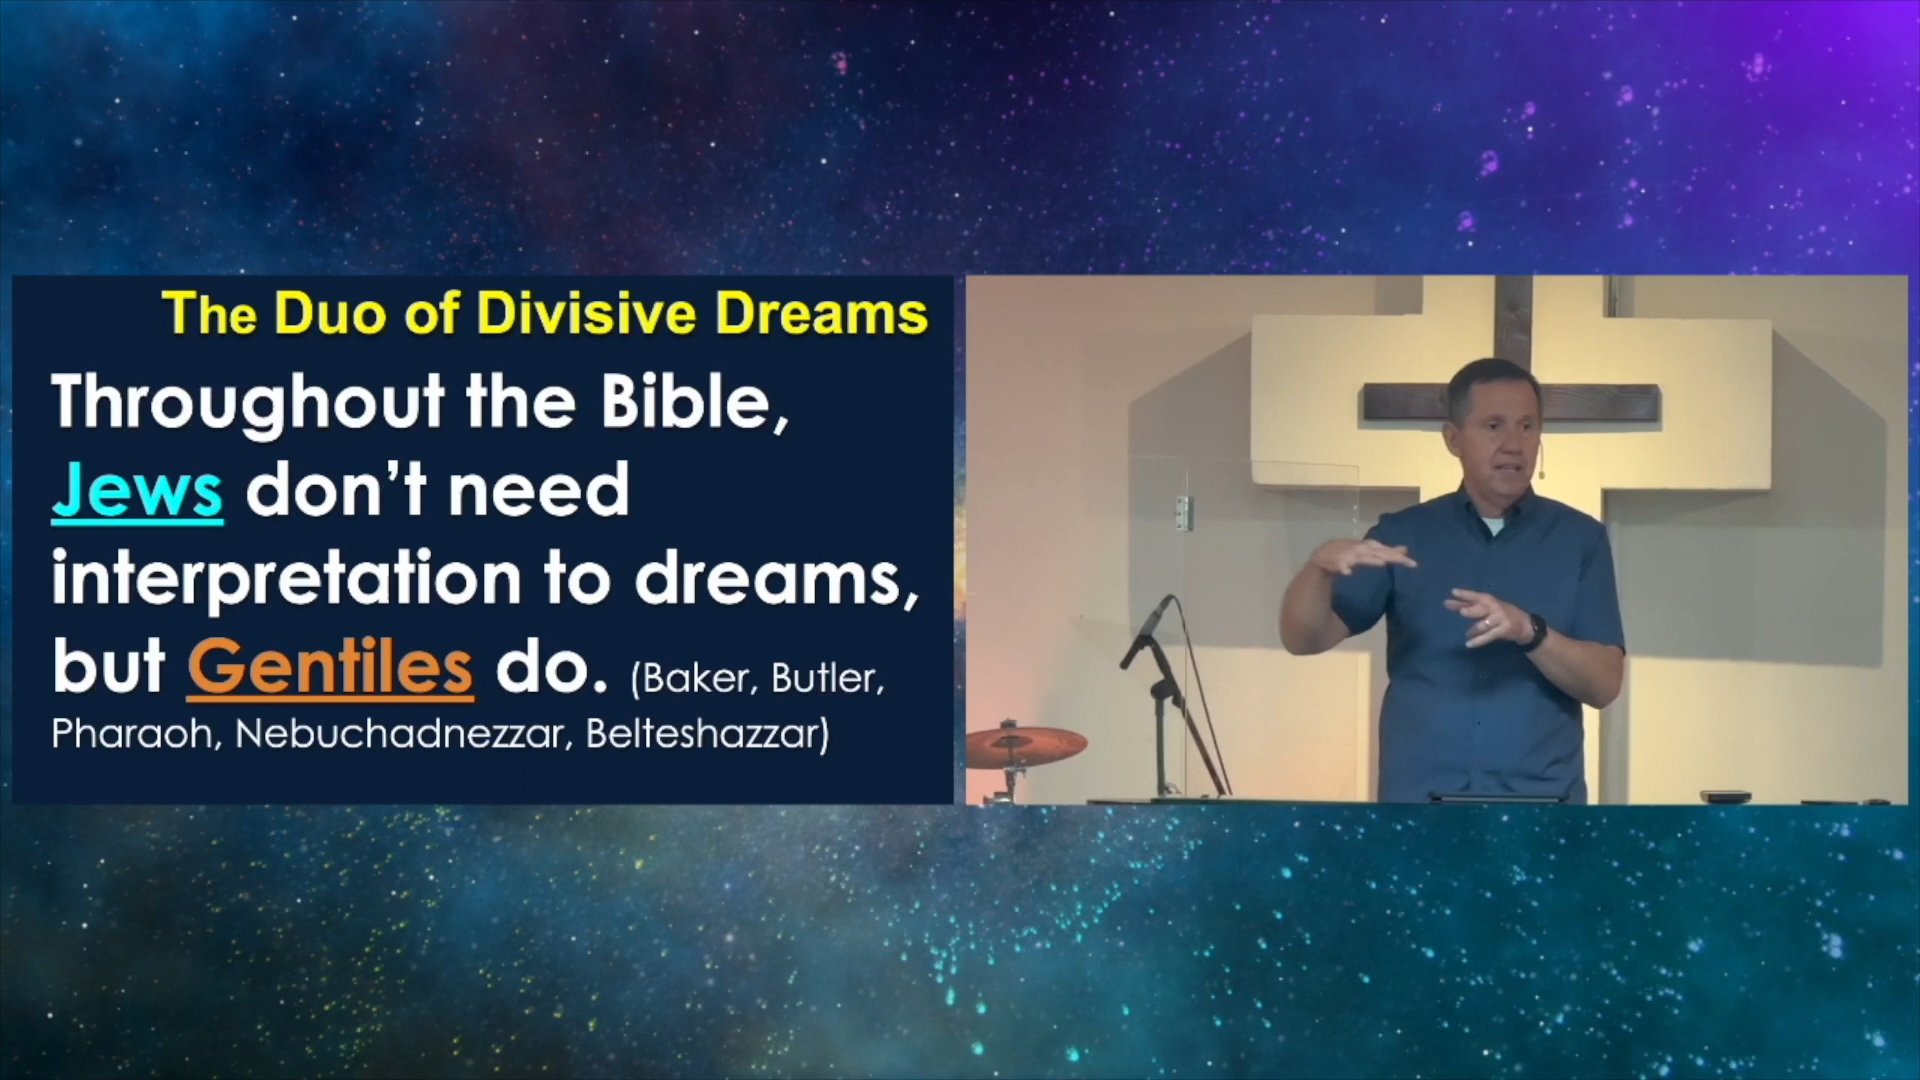 The Duo of Divisive Dreams
Throughout the Bible,
Jews don't need
interpretation to dreams,
but Gentiles do. (Baker, Butler,
Pharaoh, Nebuchadnezzar, Belteshazzar)